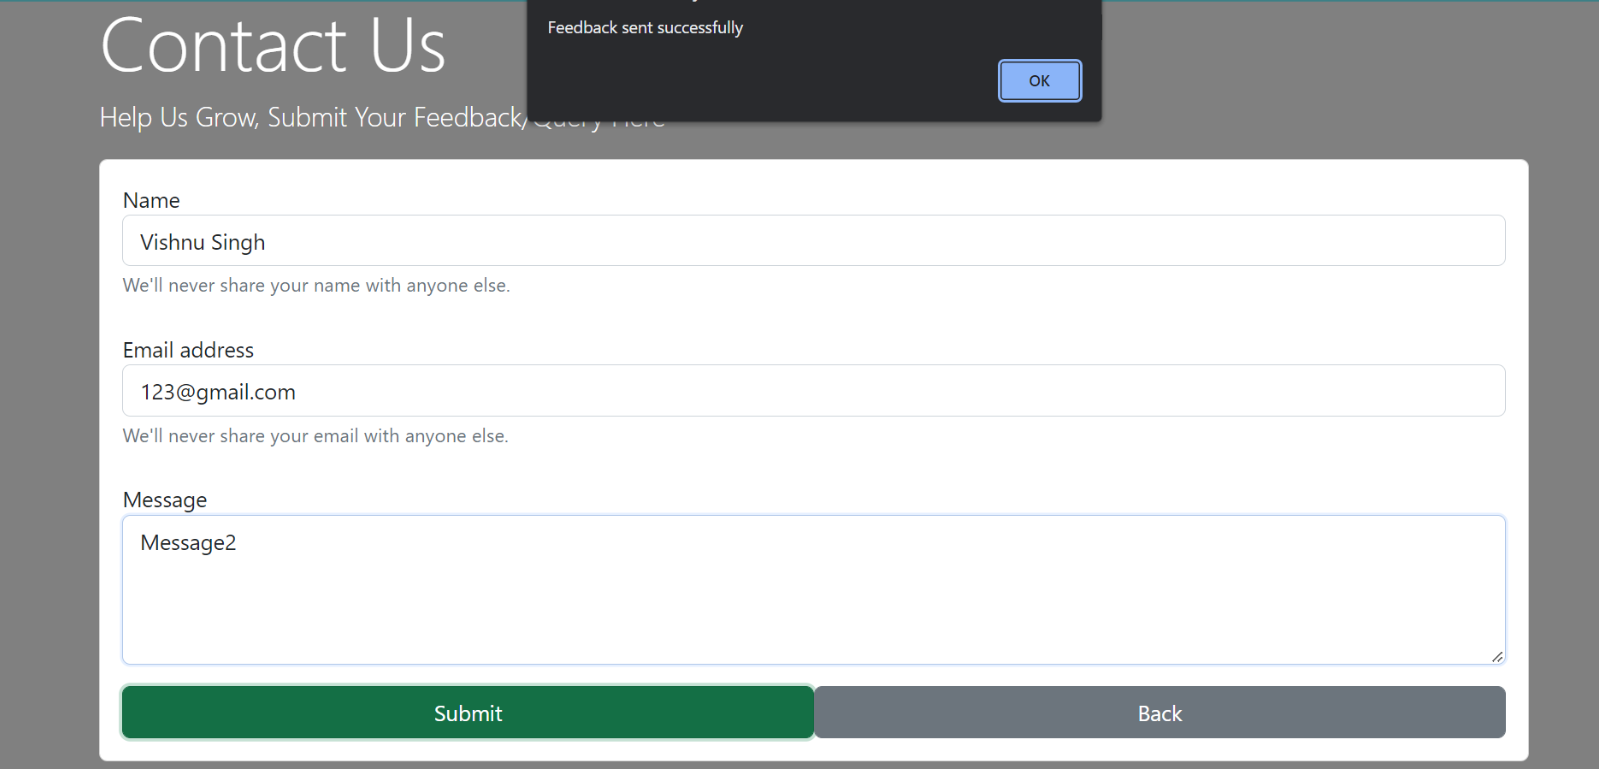 Contact Us
Feedback sent successfully
OK
Help Us Grow, Submit Your Feedback/Query Here
Name
Vishnu Singh
We'll never share your name with anyone else.
Email address
123@gmail.com
We'll never share your email with anyone else.
Message
Message2
Submit
Back